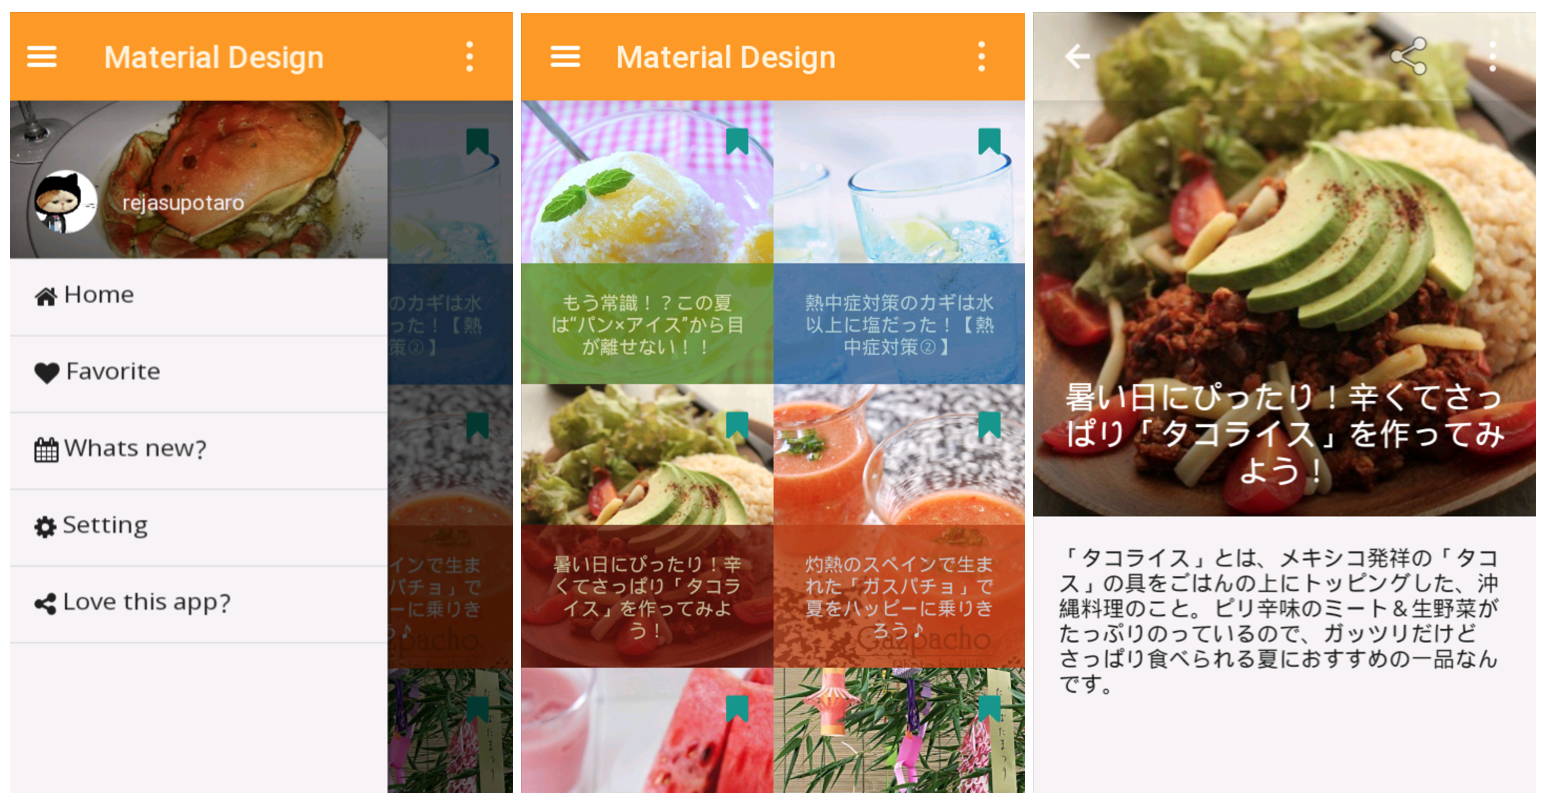 Material Design
rejasupotaro
Home
Favorite
Whats new?
Setting
Love this app?
のカギは水
った！【熱
策②】
インで生ま
パチョ」で
ーに乗りき
う♪
Material Design
もう常識！？この夏
は“パン×アイス”から目
が離せない！！
熱中症対策のカギは水
以上に塩だった！【熱
中症対策②】
暑い日にぴったり！辛
くてさっぱり「タコラ
イス」を作ってみよ
う！
灼熱のスペインで生ま
れた「ガスパチョ」で
夏をハッピーに乗りき
ろう♪
Gazpacho
暑い日にぴったり！辛くてさっ
ぱり「タコライス」を作ってみ
よう！
「タコライス」とは、メキシコ発祥の「タコ
ス」の具をごはんの上にトッピングした、沖
縄料理のこと。ピリ辛味のミート＆生野菜が
たっぷりのっているので、ガッツリだけど
さっぱり食べられる夏におすすめの一品なん
です。